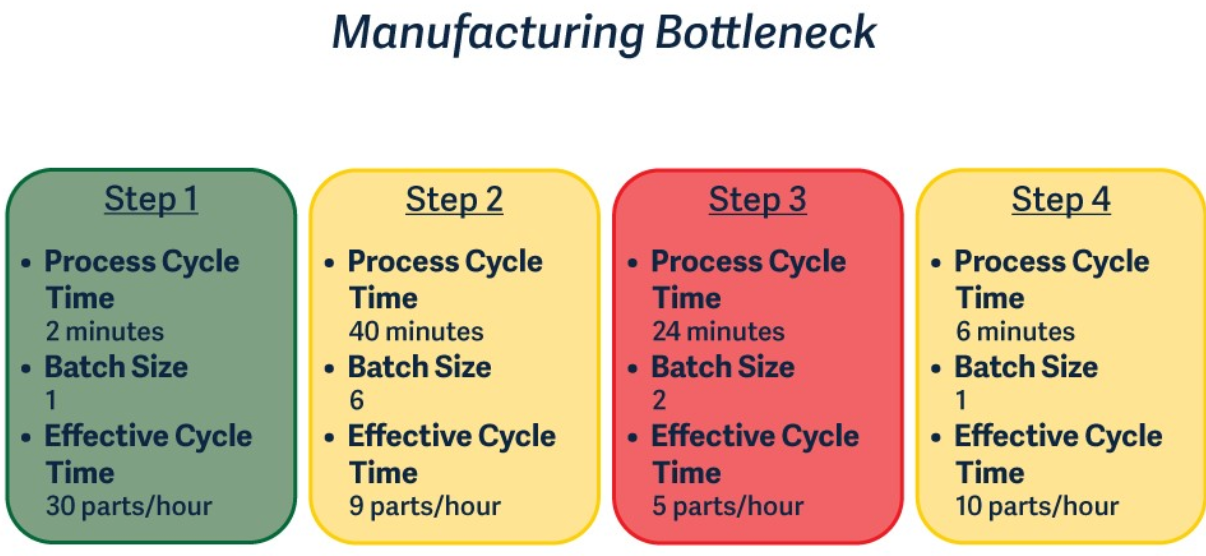 Manufacturing Bottleneck
Step 1
• Process Cycle
Time
2 minutes
• Batch Size
1
• Effective Cycle
Time
30 parts/hour
Step 2
• Process Cycle
Time
40 minutes
• Batch Size
6
• Effective Cycle
Time
9 parts/hour
Step 3
• Process Cycle
Time
24 minutes
• Batch Size
2
• Effective Cycle
Time
5 parts/hour
Step 4
• Process Cycle
Time
6 minutes
• Batch Size
1
• Effective Cycle
Time
10 parts/hour